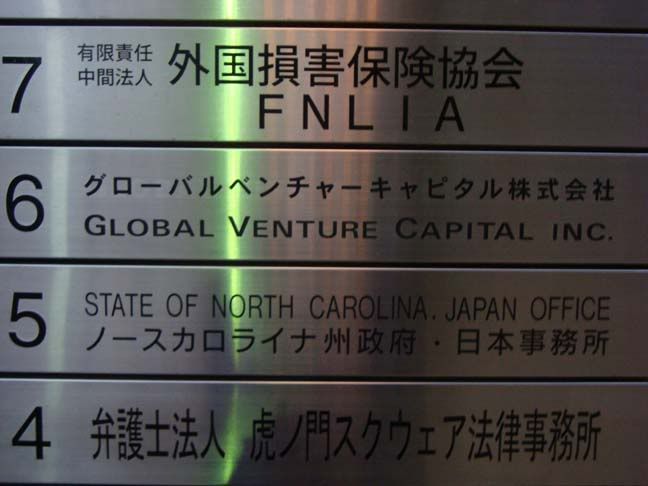 7 有限責任 外国損害保険協会
中間法人
FNLIA
6 グローバルベンチャーキャピタル株式会社
GLOBAL VENTURE CAPITAL INC.
5 STATE OF NORTH CAROLINA. JAPAN OFFICE
ノースカロライナ州政府・日本事務所
4 弁護士法人 虎ノ門スクウェア法律事務所